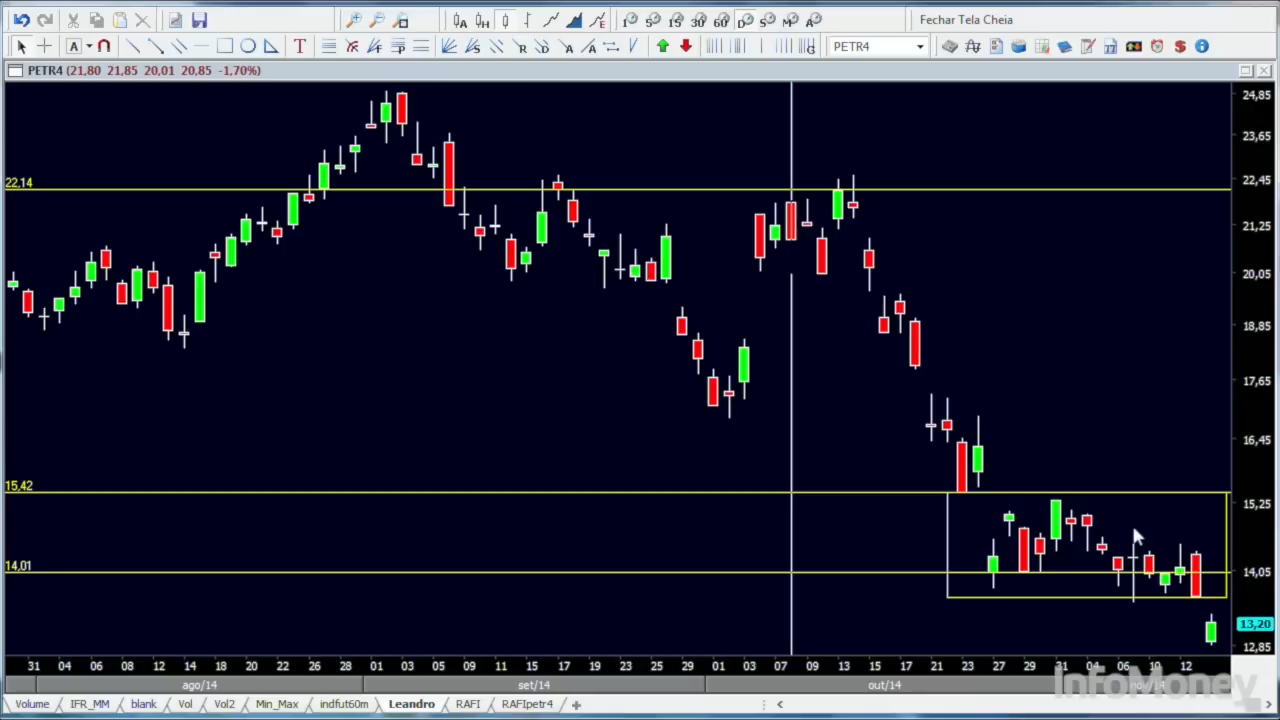 15 30 60 D S M A Fechar Tela Cheia
A T PETR4
PETR4 (21,80 21,85 20,01 20,85 -1,70%)
24,85
23,65
22,14
22,45
21,25
20,05
18,85
17,65
16,45
15,42
15,25
14,01
14,05
13,20
12,85
31 04 06 08 12 14 18 20 22 26 28 01 03 05 09 11 15 17 19 23 25 29 01 03 07 09 13 15 17 21 23 27 29 31 04 06 10 12
ago/14 set/14 out/14 nov/14
InfoMoney
Volume IFR_MM blank Vol Vol2 Min_Max indfut60m Leandro RAFI RAFIpetr4